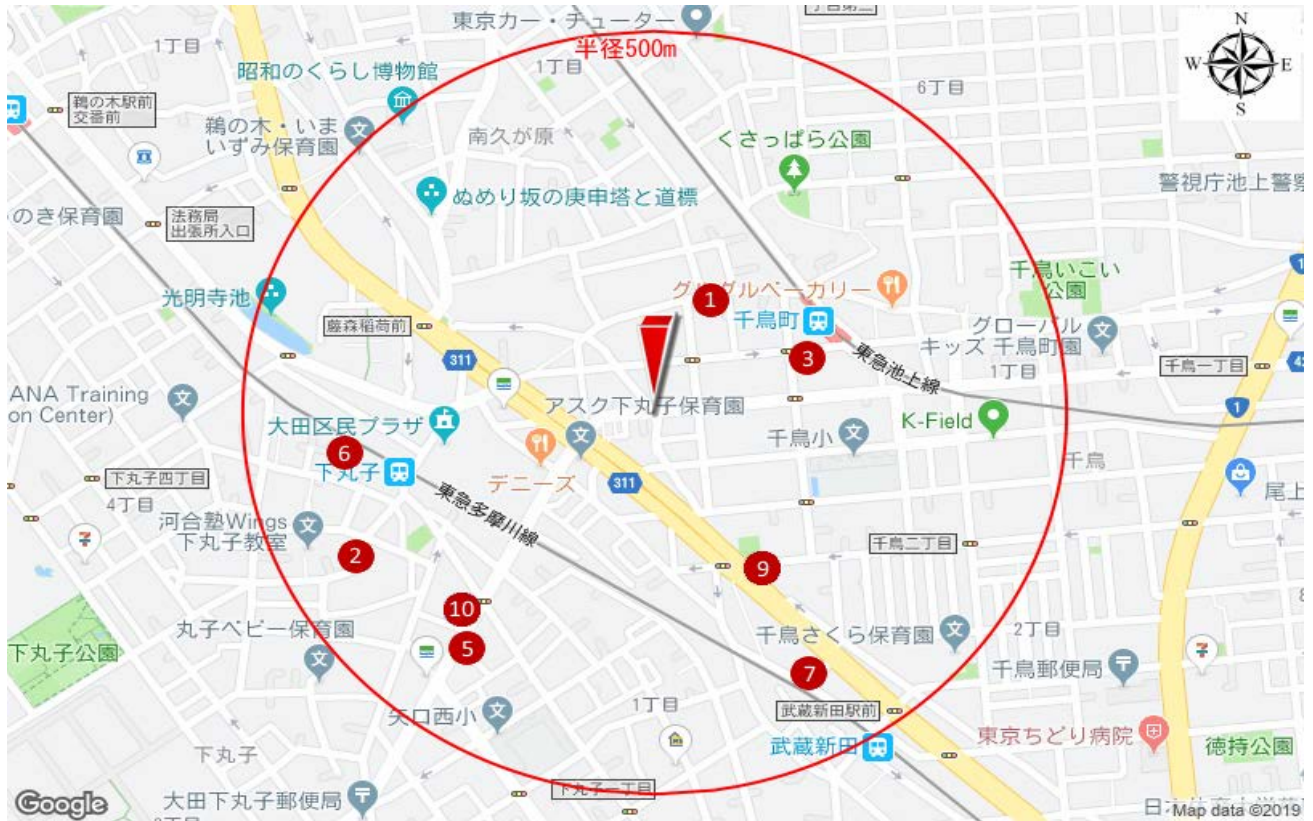 東京カー・チューター
半径500m
1丁目
1丁目
昭和のくらし博物館
6丁目
N
W
E
S
鵜の木駅前
交番前
鵜の木・いま
いずみ保育園
南久が原
くさっぱら公園
ぬめり坂の庚申塔と道標
警視庁池上警察
のき保育園
法務局
出張所入口
光明寺池
グルグルベーカリー
千鳥いこい
公園
1
千鳥町
藤森稲荷前
グローバル
キッズ 千鳥町園
311
3
東急池上線
1丁目
千鳥一丁目
1
ANA Training
on Center)
アスク下丸子保育園
大田区民プラザ
K-Field
千鳥小
1
6
下丸子
デニーズ
千鳥
下丸子四丁目
311
尾上
4丁目
東急多摩川線
河合塾Wings
下丸子教室
2
千鳥二丁目
9
10
丸子ベビー保育園
千鳥さくら保育園
2丁目
5
下丸子公園
7
千鳥郵便局
矢口西小
1丁目
武蔵新田駅前
東京ちどり病院
武蔵新田
徳持公園
下丸子
下丸子一丁目
大田下丸子郵便局
Google
Map data ©2019